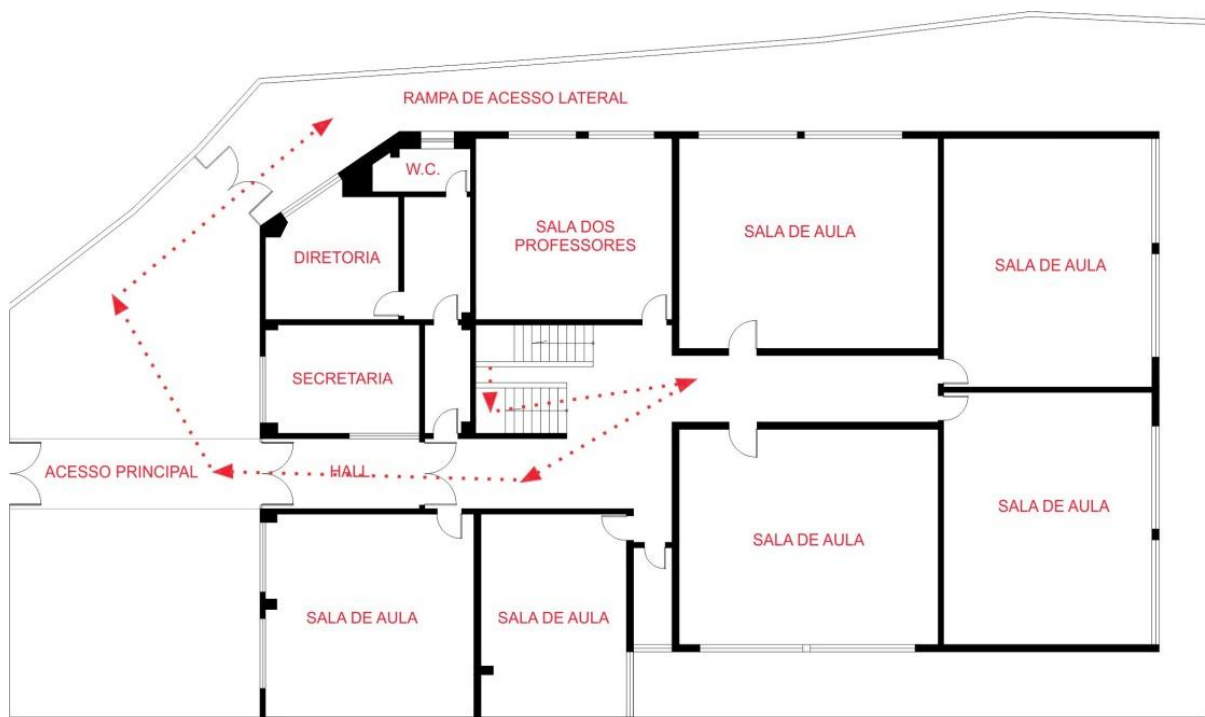 RAMPA DE ACESSO LATERAL
W.C.
SALA DOS
PROFESSORES
SALA DE AULA
SALA DE AULA
DIRETORIA
SECRETARIA
ACESSO PRINCIPAL
HALL
SALA DE AULA
SALA DE AULA
SALA DE AULA
SALA DE AULA